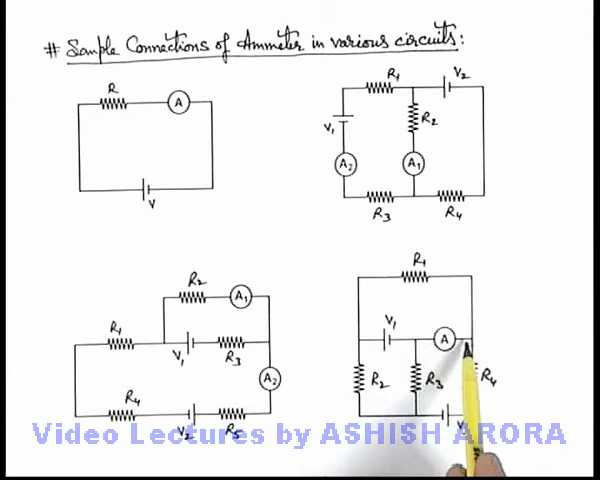 # Sample Connections of Ammeter in various circuits:
R A
V
R1 V2
V1 R2
A2 A1
R3 R4
R2 A1
R1
V1 R3
A2
R4
V2 R5
R1
V1 A
R2 R3 R4
V
Video Lectures by ASHISH ARORA